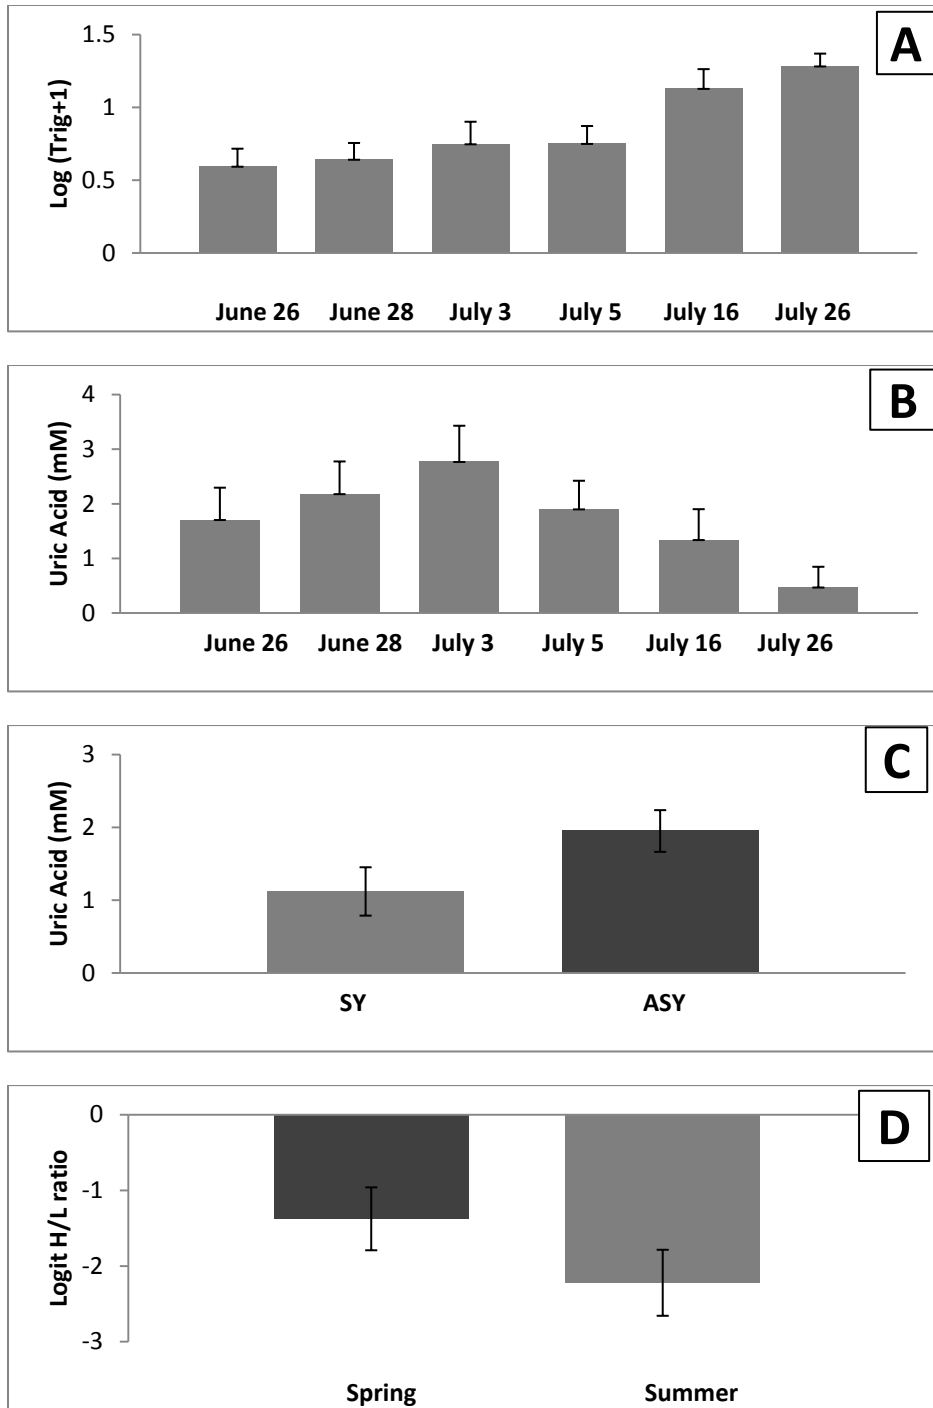 A
Log (Trig+1)
1.5
1
0.5
0
June 26 June 28 July 3 July 5 July 16 July 26
B
Uric Acid (mM)
4
3
2
1
0
June 26 June 28 July 3 July 5 July 16 July 26
C
Uric Acid (mM)
3
2
1
0
SY ASY
D
Logit H/L ratio
0
-1
-2
-3
Spring Summer